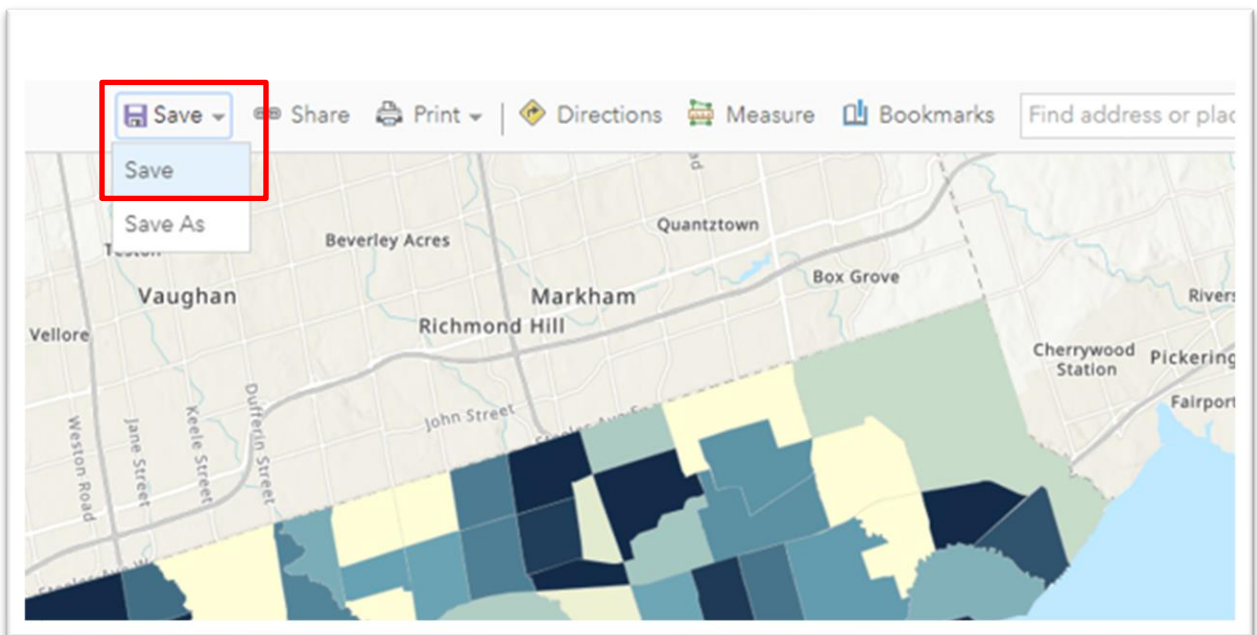 Save Share Print Directions Measure Bookmarks Find address or plac
Save
Save As
Quantztown
Beverley Acres
Box Grove
Vaughan
Markham
Rivers
Richmond Hill
Vellore
Cherrywood
Station
Pickering
Fairport
Dufferin Street
John Street
Keele Street
Jane Street
Weston Road